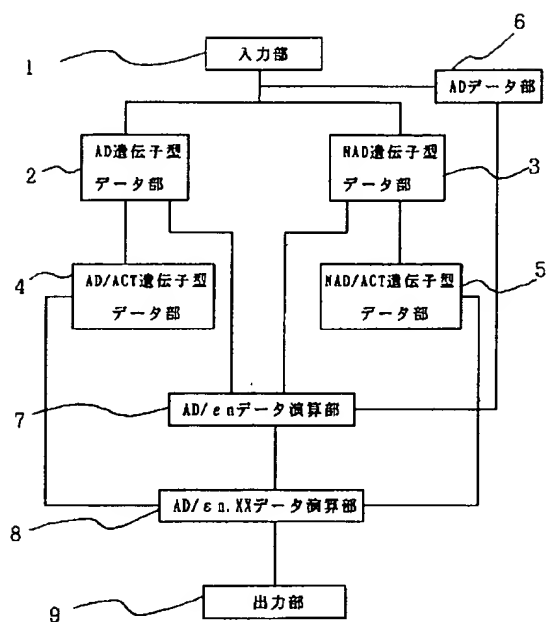 6
1
入力部
ADデータ部
2
AD遺伝子型
データ部
NAD遺伝子型
データ部
3
4
AD/ACT遺伝子型
データ部
NAD/ACT遺伝子型
データ部
5
7
AD/εnデータ演算部
8
AD/εn.XXデータ演算部
9
出力部